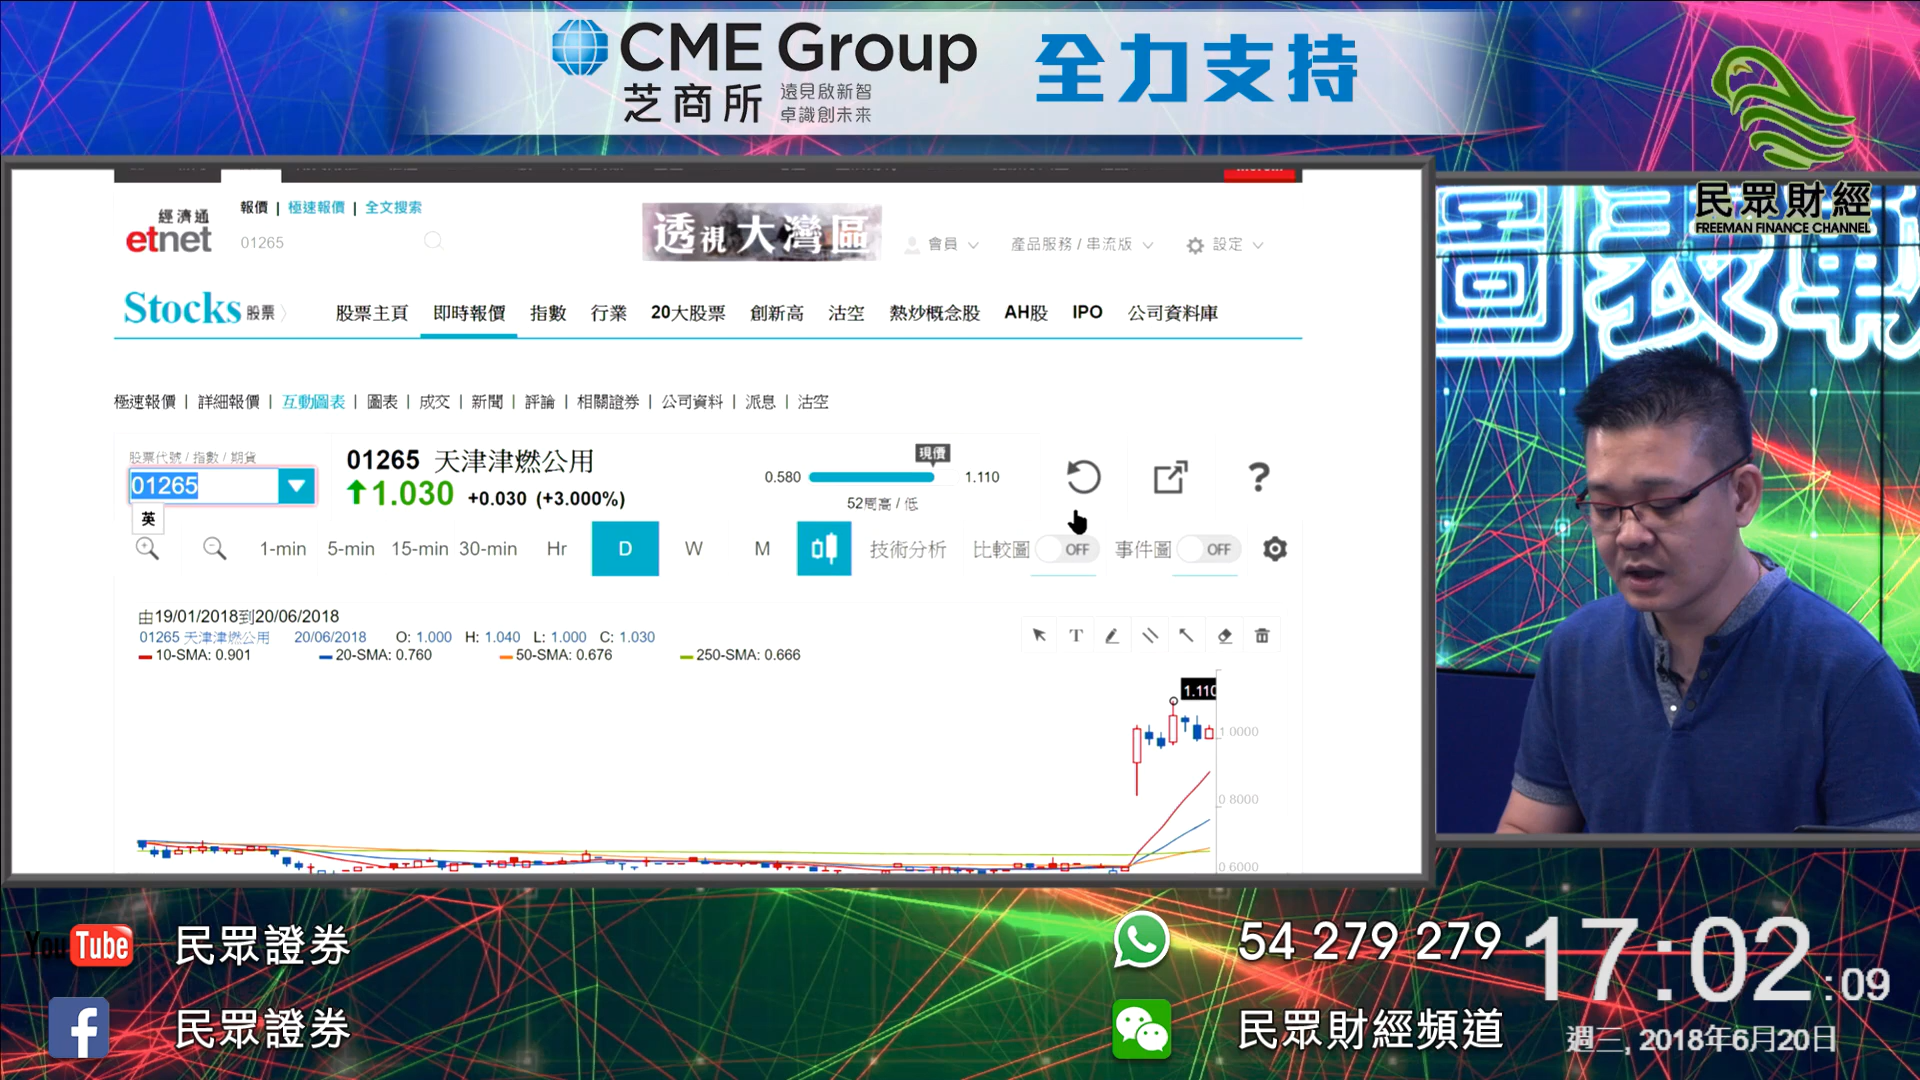 CME Group
芝商所
遠見啟新智
卓識創未來
全力支持
民眾財經
FREEMAN FINANCE CHANNEL
經濟通
etnet
報價 | 極速報價 | 全文搜索
01265
透視大灣區
會員
產品服務 / 串流版
設定
Stocks 股票
股票主頁 即時報價 指數 行業 20大股票 創新高 沽空 熱炒概念股 AH股 IPO 公司資料庫
極速報價 | 詳細報價 | 互動圖表 | 圖表 | 成交 | 新聞 | 評論 | 相關證券 | 公司資料 | 派息 | 沽空
股票代號 / 指數 / 期貨
01265
英
01265 天津津燃公用
1.030 +0.030 (+3.000%)
現價
0.580 1.110
52周高 / 低
?
1-min 5-min 15-min 30-min Hr D W M 技術分析 比較圖 OFF 事件圖 OFF
由19/01/2018到20/06/2018
01265 天津津燃公用 20/06/2018 O: 1.000 H: 1.040 L: 1.000 C: 1.030
10-SMA: 0.901 20-SMA: 0.760 50-SMA: 0.676 250-SMA: 0.666
T
1.110
1.0000
0.8000
0.6000
圖表
YouTube 民眾證券
民眾證券
54 279 279
民眾財經頻道
17:02:09
週三, 2018年6月20日